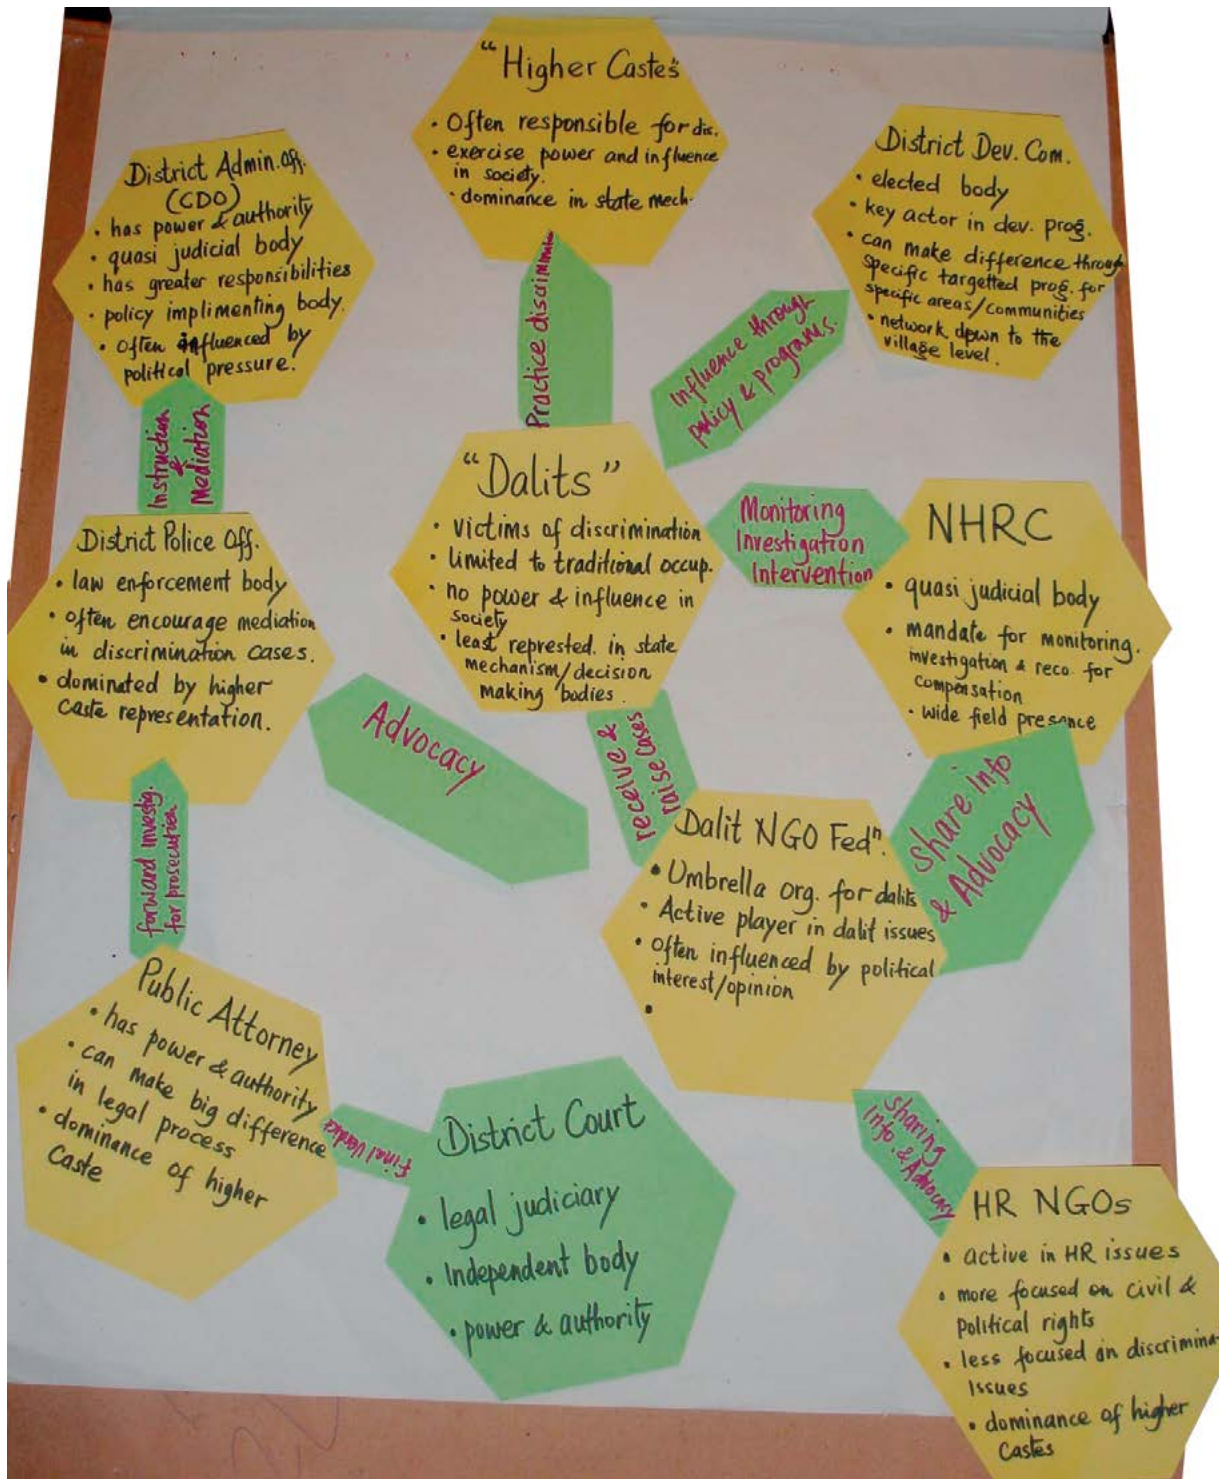 "Higher Castes"
• Often responsible for dis.
• exercise power and influence
in society.
• dominance in state mech.
District Admin. Off.
(CDO)
• has power & authority
• quasi judicial body
• has greater responsibilities
• policy implimenting body.
• often influenced by
political pressure.
District Dev. Com.
• elected body
• key actor in dev. prog.
• can make difference through
specific targetted prog. for
specific areas/communities
• network down to the
village level.
Practice discrimination
Influence through
policy & programs.
Instruction
&
Mediation
"Dalits"
• victims of discrimination
• limited to traditional occup.
• no power & influence in
society
• least represted. in state
mechanism/decision
making bodies.
Monitoring
Investigation
Intervention
NHRC
• quasi judicial body
• mandate for monitoring.
investigation & reco. for
compensation
• wide field presence
District Police Off.
• law enforcement body
• often encourage mediation
in discrimination cases.
• dominated by higher
caste representation.
Advocacy
receive &
raise Cases
Share Info
& Advocacy
forward investig.
for prosecution
Dalit NGO Fedⁿ.
• Umbrella org. for dalits
• Active player in dalit issues
• often influenced by political
interest/opinion
•
Public Attorney
• has power & authority
• can make big difference
in legal process
• dominance of higher
Caste
Final Verdict
District Court
• legal judiciary
• Independent body
• power & authority
Sharing
Info. & Advocacy
HR NGOs
• active in HR issues
• more focused on civil &
Political rights
• less focused on discrimina-
Issues
• dominance of higher
Castes